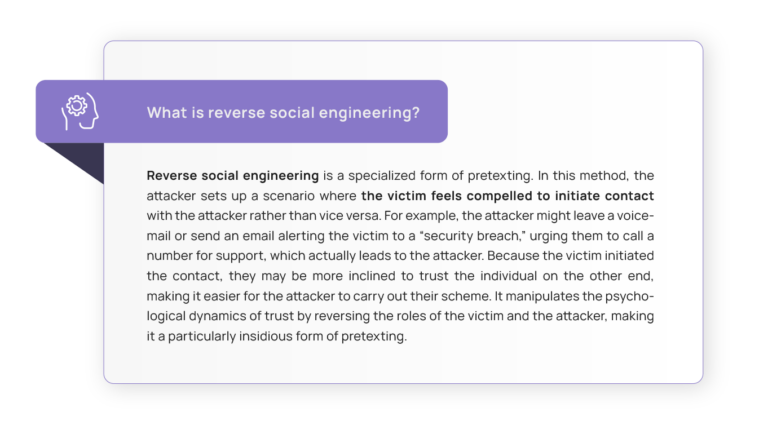 What is reverse social engineering?
Reverse social engineering is a specialized form of pretexting. In this method, the
attacker sets up a scenario where the victim feels compelled to initiate contact
with the attacker rather than vice versa. For example, the attacker might leave a voice-
mail or send an email alerting the victim to a “security breach,” urging them to call a
number for support, which actually leads to the attacker. Because the victim initiated
the contact, they may be more inclined to trust the individual on the other end,
making it easier for the attacker to carry out their scheme. It manipulates the psycho-
logical dynamics of trust by reversing the roles of the victim and the attacker, making
it a particularly insidious form of pretexting.